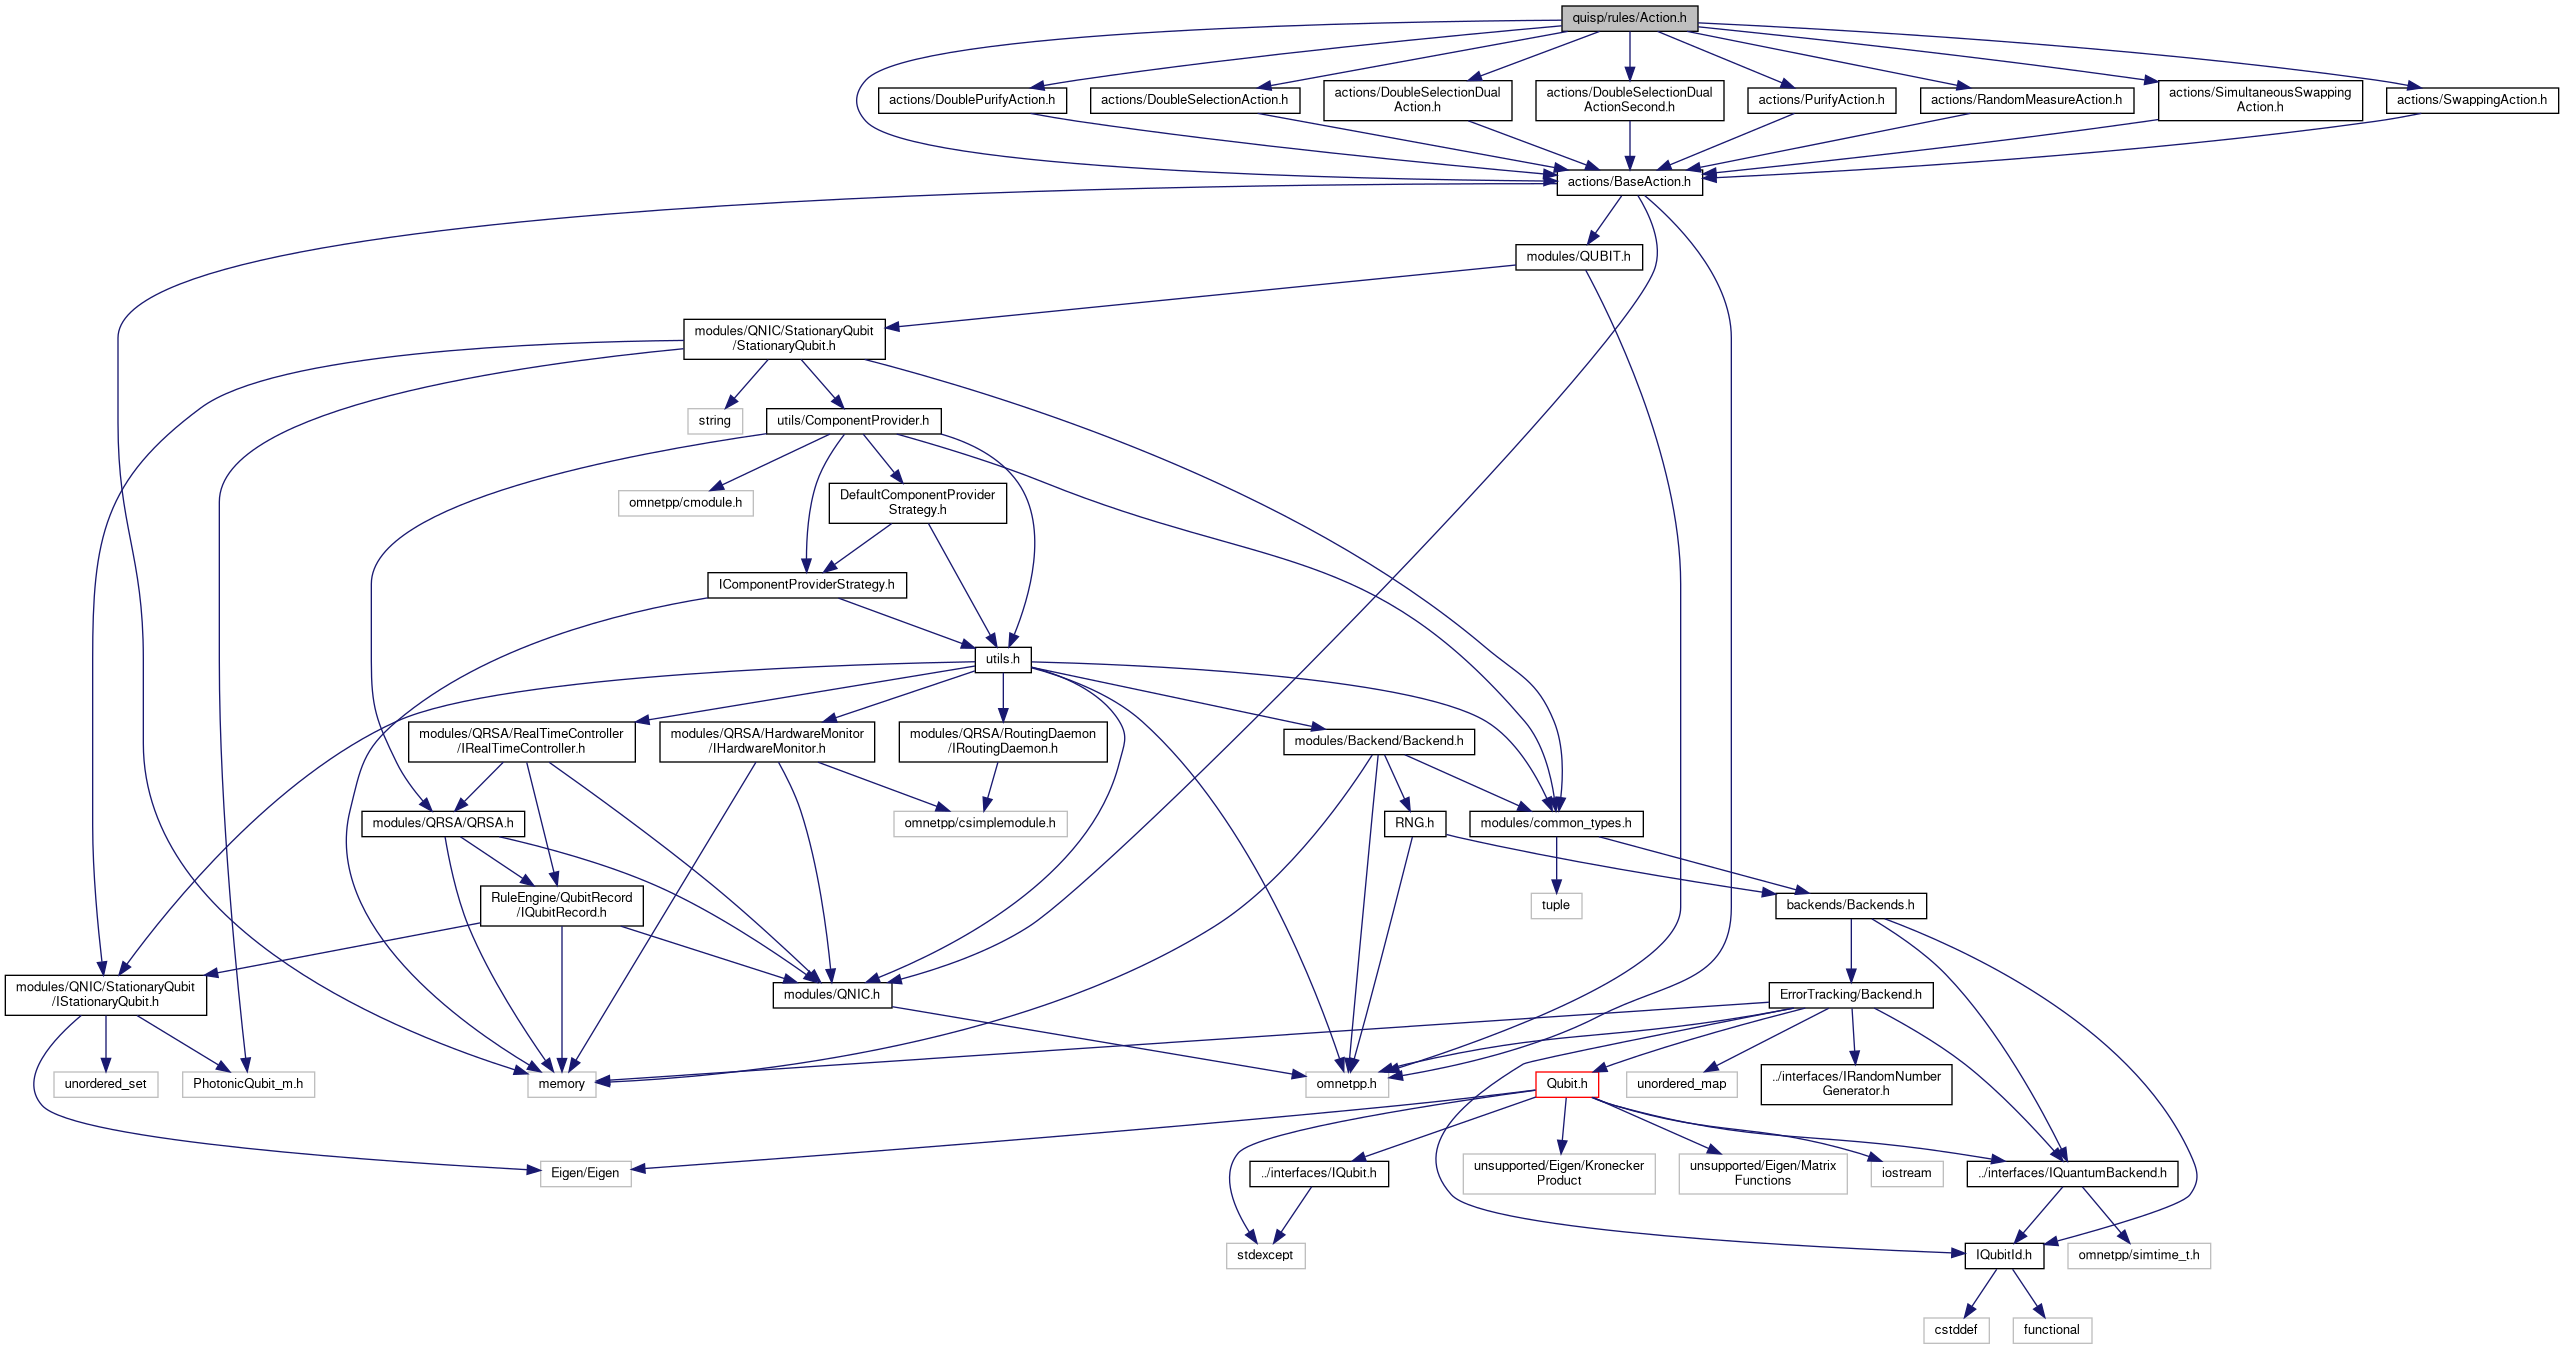 quisp/rules/Action.h
actions/DoublePurifyAction.h
actions/DoubleSelectionAction.h
actions/DoubleSelectionDual
Action.h
actions/DoubleSelectionDual
ActionSecond.h
actions/PurifyAction.h
actions/RandomMeasureAction.h
actions/SimultaneousSwapping
Action.h
actions/SwappingAction.h
actions/BaseAction.h
modules/QUBIT.h
modules/QNIC/StationaryQubit
/StationaryQubit.h
string
utils/ComponentProvider.h
omnetpp/cmodule.h
DefaultComponentProvider
Strategy.h
IComponentProviderStrategy.h
utils.h
modules/QRSA/RealTimeController
/IRealTimeController.h
modules/QRSA/HardwareMonitor
/IHardwareMonitor.h
modules/QRSA/RoutingDaemon
/IRoutingDaemon.h
modules/Backend/Backend.h
modules/QRSA/QRSA.h
omnetpp/csimplemodule.h
RNG.h
modules/common_types.h
RuleEngine/QubitRecord
/IQubitRecord.h
tuple
backends/Backends.h
modules/QNIC/StationaryQubit
/IStationaryQubit.h
modules/QNIC.h
ErrorTracking/Backend.h
unordered_set
PhotonicQubit_m.h
memory
omnetpp.h
Qubit.h
unordered_map
../interfaces/IRandomNumber
Generator.h
Eigen/Eigen
../interfaces/IQubit.h
unsupported/Eigen/Kronecker
Product
unsupported/Eigen/Matrix
Functions
iostream
../interfaces/IQuantumBackend.h
stdexcept
IQubitId.h
omnetpp/simtime_t.h
cstddef
functional